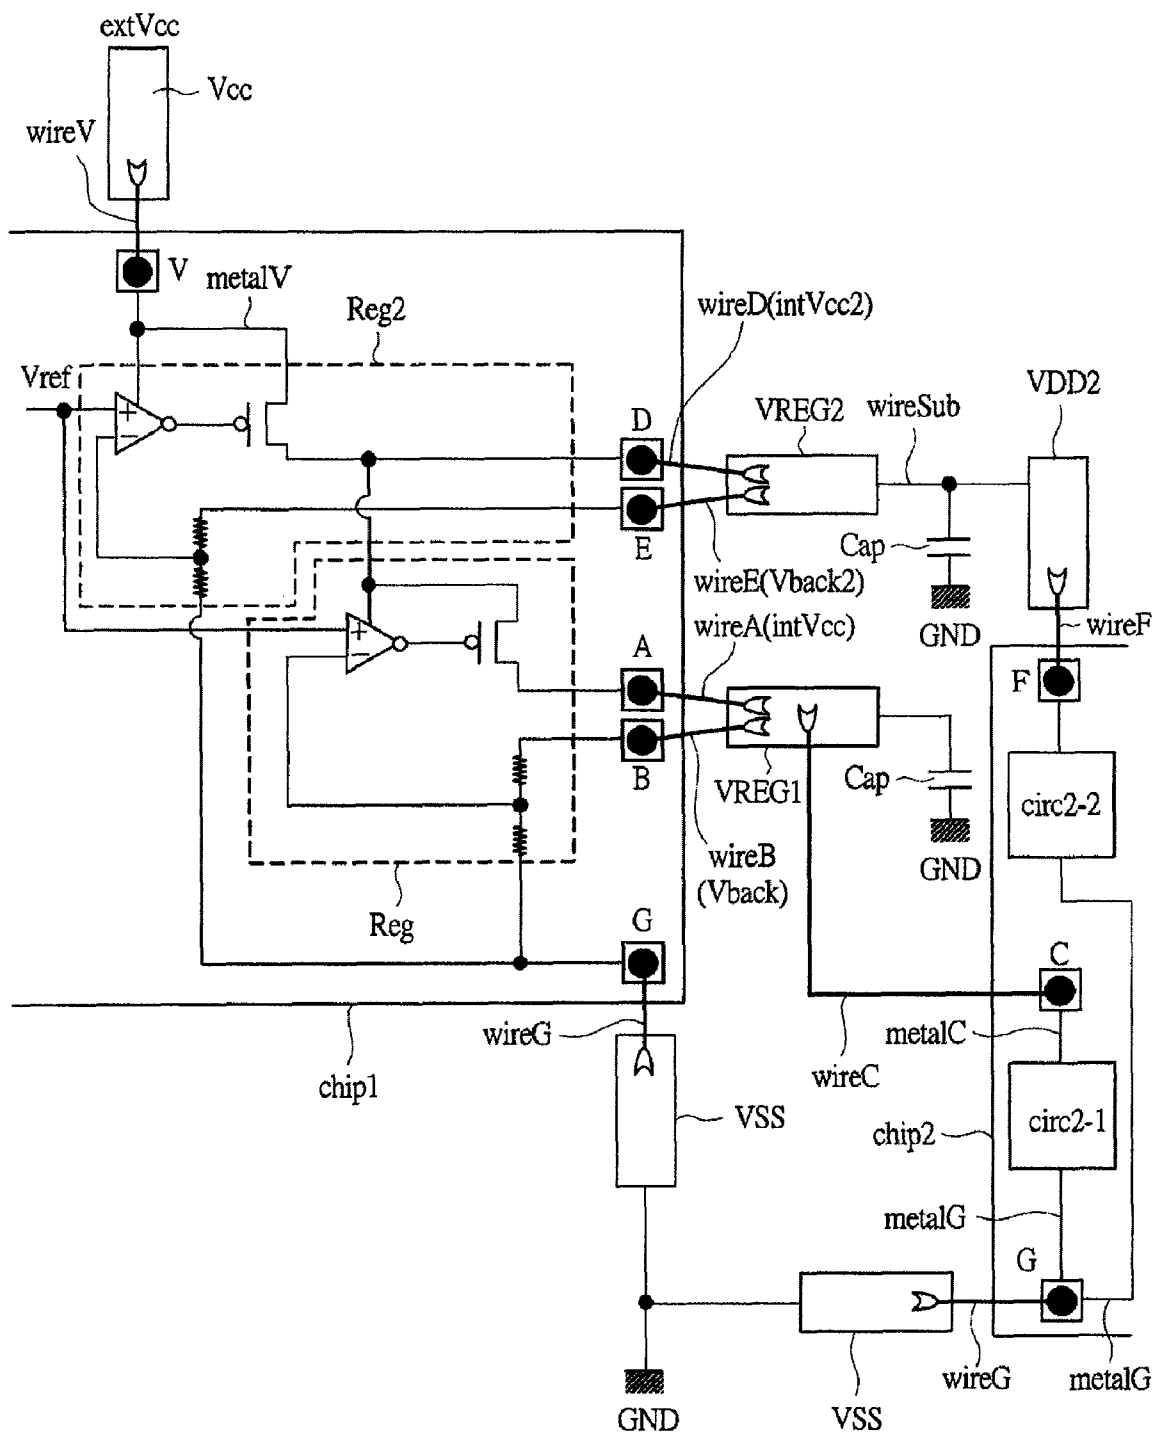 extVcc
Vcc
wireV
V
metalV
Reg2
wireD(intVcc2)
Vref
VDD2
VREG2
wireSub
D
+
−
E
Cap
wireE(Vback2)
GND
wireF
wireA(intVcc)
+
−
A
F
B
VREG1
Cap
circ2-2
wireB
(Vback)
GND
Reg
G
C
wireG
metalC
chip1
wireC
VSS
chip2
circ2-1
metalG
G
wireG
metalG
GND
VSS